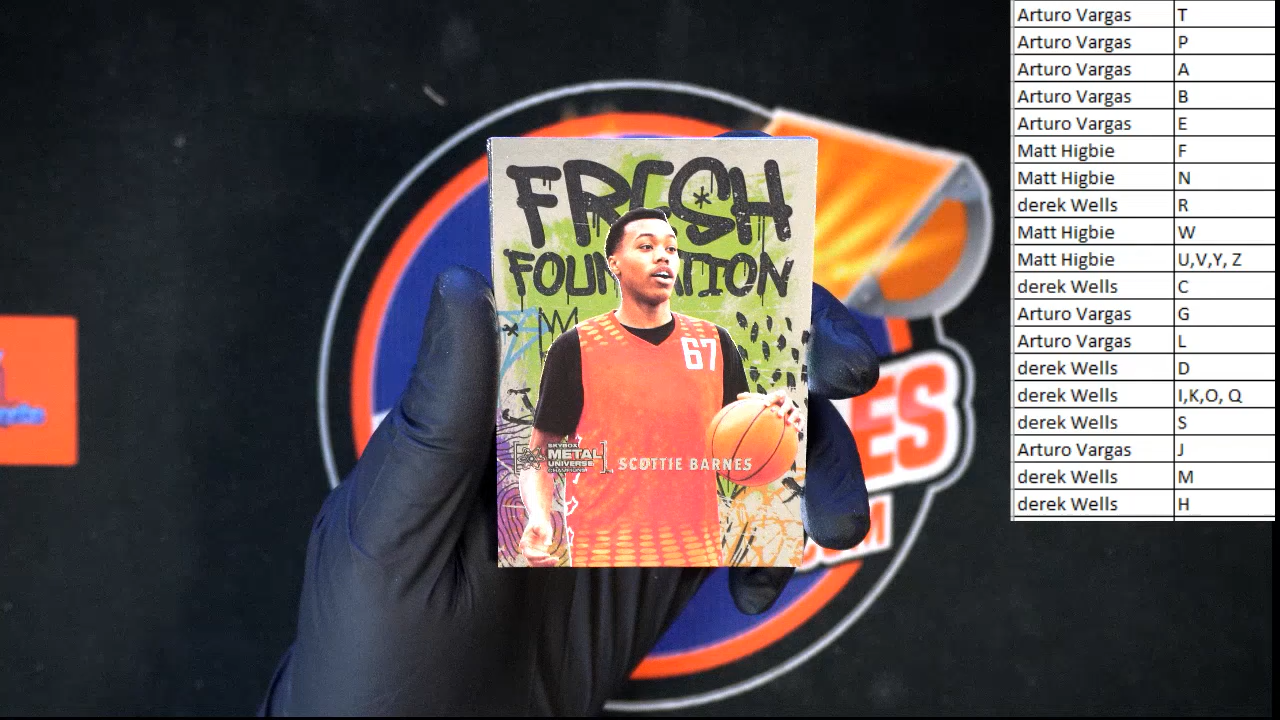 FRESH
FOUNDATION
67
SKYBOX
METAL
UNIVERSE
CHAMPIONS
SCOTTIE BARNES
ES
.COM
Arturo Vargas T
Arturo Vargas P
Arturo Vargas A
Arturo Vargas B
Arturo Vargas E
Matt Higbie F
Matt Higbie N
derek Wells R
Matt Higbie W
Matt Higbie U,V,Y, Z
derek Wells C
Arturo Vargas G
Arturo Vargas L
derek Wells D
derek Wells I,K,O, Q
derek Wells S
Arturo Vargas J
derek Wells M
derek Wells H